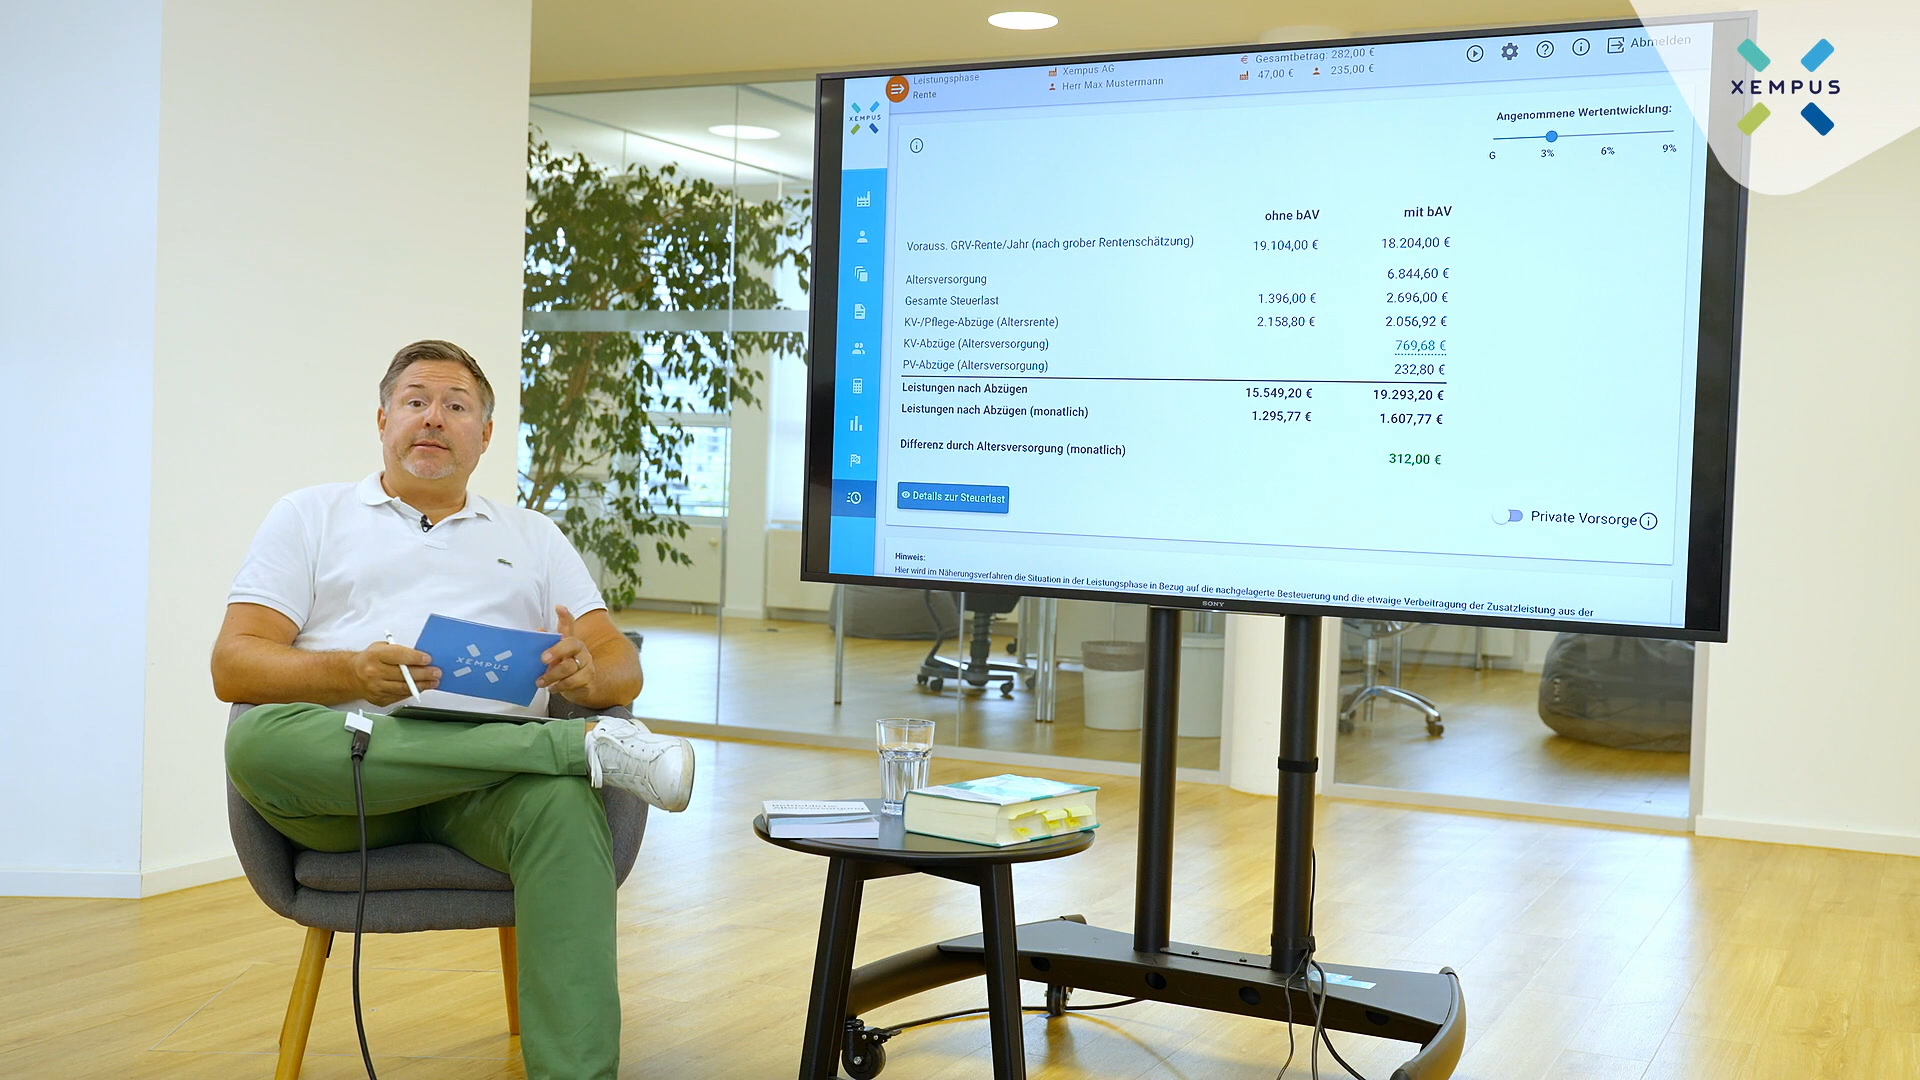 Leistungsphase
Rente
Xempus AG
Herr Max Mustermann
Gesamtbetrag: 282,00 €
47,00 € 235,00 €
Abmelden
XEMPUS
XEMPUS
Angenommene Wertentwicklung:
G 3% 6% 9%
ohne bAV mit bAV
Vorauss. GRV-Rente/Jahr (nach grober Rentenschätzung) 19.104,00 € 18.204,00 €
Altersversorgung 6.844,60 €
Gesamte Steuerlast 1.396,00 € 2.696,00 €
KV-/Pflege-Abzüge (Altersrente) 2.158,80 € 2.056,92 €
KV-Abzüge (Altersversorgung) 769,68 €
PV-Abzüge (Altersversorgung) 232,80 €
Leistungen nach Abzügen 15.549,20 € 19.293,20 €
Leistungen nach Abzügen (monatlich) 1.295,77 € 1.607,77 €
Differenz durch Altersversorgung (monatlich) 312,00 €
Details zur Steuerlast
Private Vorsorge
Hinweis:
Hier wird im Näherungsverfahren die Situation in der Leistungsphase in Bezug auf die nachgelagerte Besteuerung und die etwaige Verbeitragung der Zusatzleistung aus der
SONY
XEMPUS